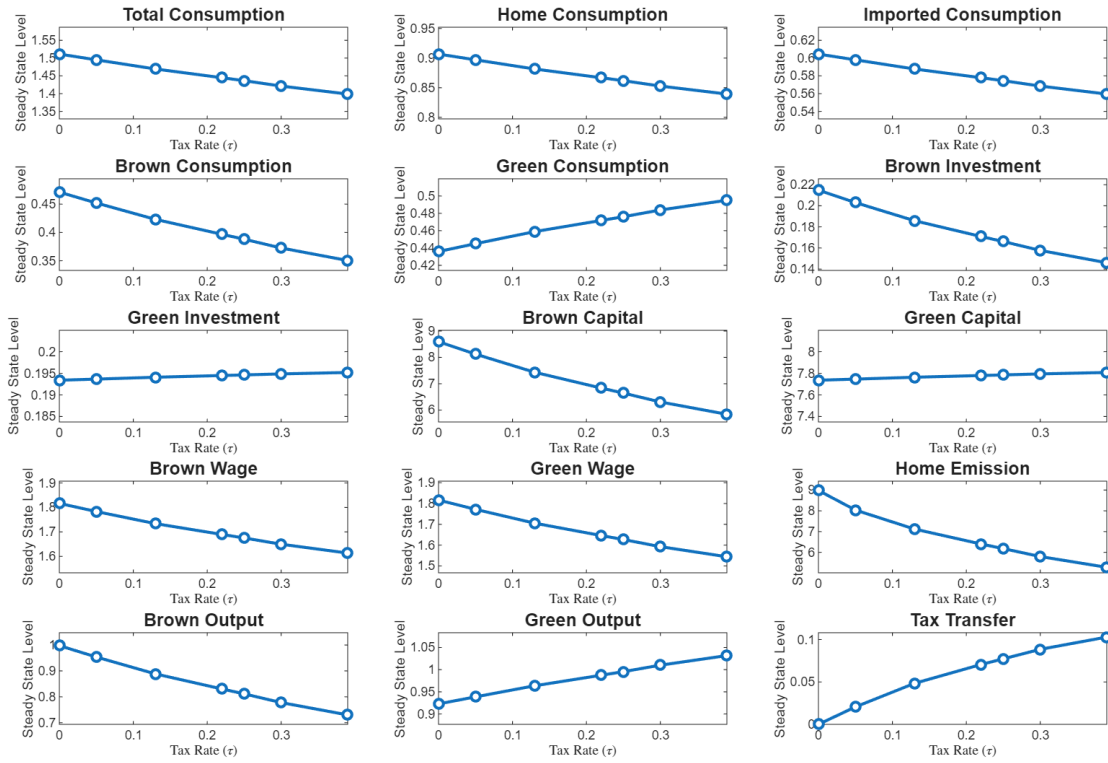 Total Consumption
Steady State Level
1.55
1.5
1.45
1.4
1.35
0 0.1 0.2 0.3
Tax Rate (τ)
Home Consumption
Steady State Level
0.95
0.9
0.85
0.8
0 0.1 0.2 0.3
Tax Rate (τ)
Imported Consumption
Steady State Level
0.62
0.6
0.58
0.56
0.54
0 0.1 0.2 0.3
Tax Rate (τ)
Brown Consumption
Steady State Level
0.45
0.4
0.35
0 0.1 0.2 0.3
Tax Rate (τ)
Green Consumption
Steady State Level
0.5
0.48
0.46
0.44
0.42
0 0.1 0.2 0.3
Tax Rate (τ)
Brown Investment
Steady State Level
0.22
0.2
0.18
0.16
0.14
0 0.1 0.2 0.3
Tax Rate (τ)
Green Investment
Steady State Level
0.2
0.195
0.19
0.185
0 0.1 0.2 0.3
Tax Rate (τ)
Brown Capital
Steady State Level
9
8
7
6
0 0.1 0.2 0.3
Tax Rate (τ)
Green Capital
Steady State Level
8
7.8
7.6
7.4
0 0.1 0.2 0.3
Tax Rate (τ)
Brown Wage
Steady State Level
1.9
1.8
1.7
1.6
0 0.1 0.2 0.3
Tax Rate (τ)
Green Wage
Steady State Level
1.9
1.8
1.7
1.6
1.5
0 0.1 0.2 0.3
Tax Rate (τ)
Home Emission
Steady State Level
9
8
7
6
0 0.1 0.2 0.3
Tax Rate (τ)
Brown Output
Steady State Level
1
0.9
0.8
0.7
0 0.1 0.2 0.3
Tax Rate (τ)
Green Output
Steady State Level
1.05
1
0.95
0.9
0 0.1 0.2 0.3
Tax Rate (τ)
Tax Transfer
Steady State Level
0.1
0.05
0
0 0.1 0.2 0.3
Tax Rate (τ)